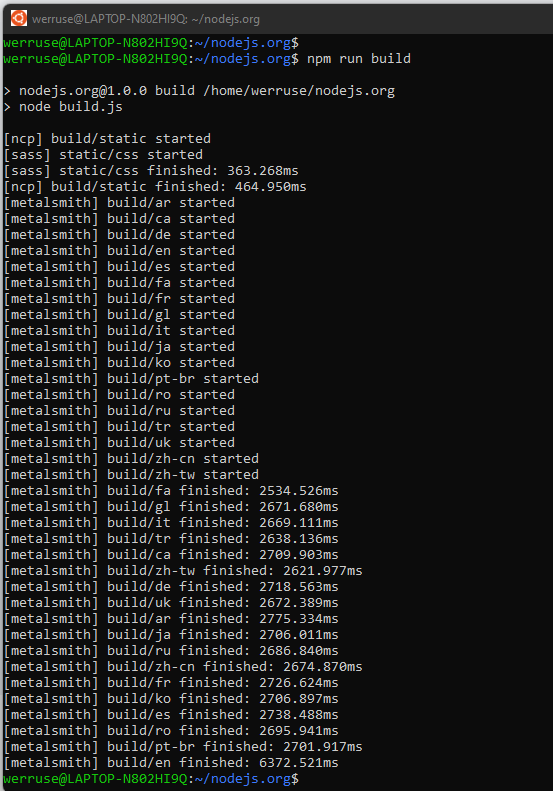 werruse@LAPTOP-N802HI9Q: ~/nodejs.org
werruse@LAPTOP-N802HI9Q:~/nodejs.org$
werruse@LAPTOP-N802HI9Q:~/nodejs.org$ npm run build
> nodejs.org@1.0.0 build /home/werruse/nodejs.org
> node build.js
[ncp] build/static started
[sass] static/css started
[sass] static/css finished: 363.268ms
[ncp] build/static finished: 464.950ms
[metalsmith] build/ar started
[metalsmith] build/ca started
[metalsmith] build/de started
[metalsmith] build/en started
[metalsmith] build/es started
[metalsmith] build/fa started
[metalsmith] build/fr started
[metalsmith] build/gl started
[metalsmith] build/it started
[metalsmith] build/ja started
[metalsmith] build/ko started
[metalsmith] build/pt-br started
[metalsmith] build/ro started
[metalsmith] build/ru started
[metalsmith] build/tr started
[metalsmith] build/uk started
[metalsmith] build/zh-cn started
[metalsmith] build/zh-tw started
[metalsmith] build/fa finished: 2534.526ms
[metalsmith] build/gl finished: 2671.680ms
[metalsmith] build/it finished: 2669.111ms
[metalsmith] build/tr finished: 2638.136ms
[metalsmith] build/ca finished: 2709.903ms
[metalsmith] build/zh-tw finished: 2621.977ms
[metalsmith] build/de finished: 2718.563ms
[metalsmith] build/uk finished: 2672.389ms
[metalsmith] build/ar finished: 2775.334ms
[metalsmith] build/ja finished: 2706.011ms
[metalsmith] build/ru finished: 2686.840ms
[metalsmith] build/zh-cn finished: 2674.870ms
[metalsmith] build/fr finished: 2726.624ms
[metalsmith] build/ko finished: 2706.897ms
[metalsmith] build/es finished: 2738.488ms
[metalsmith] build/ro finished: 2695.941ms
[metalsmith] build/pt-br finished: 2701.917ms
[metalsmith] build/en finished: 6372.521ms
werruse@LAPTOP-N802HI9Q:~/nodejs.org$